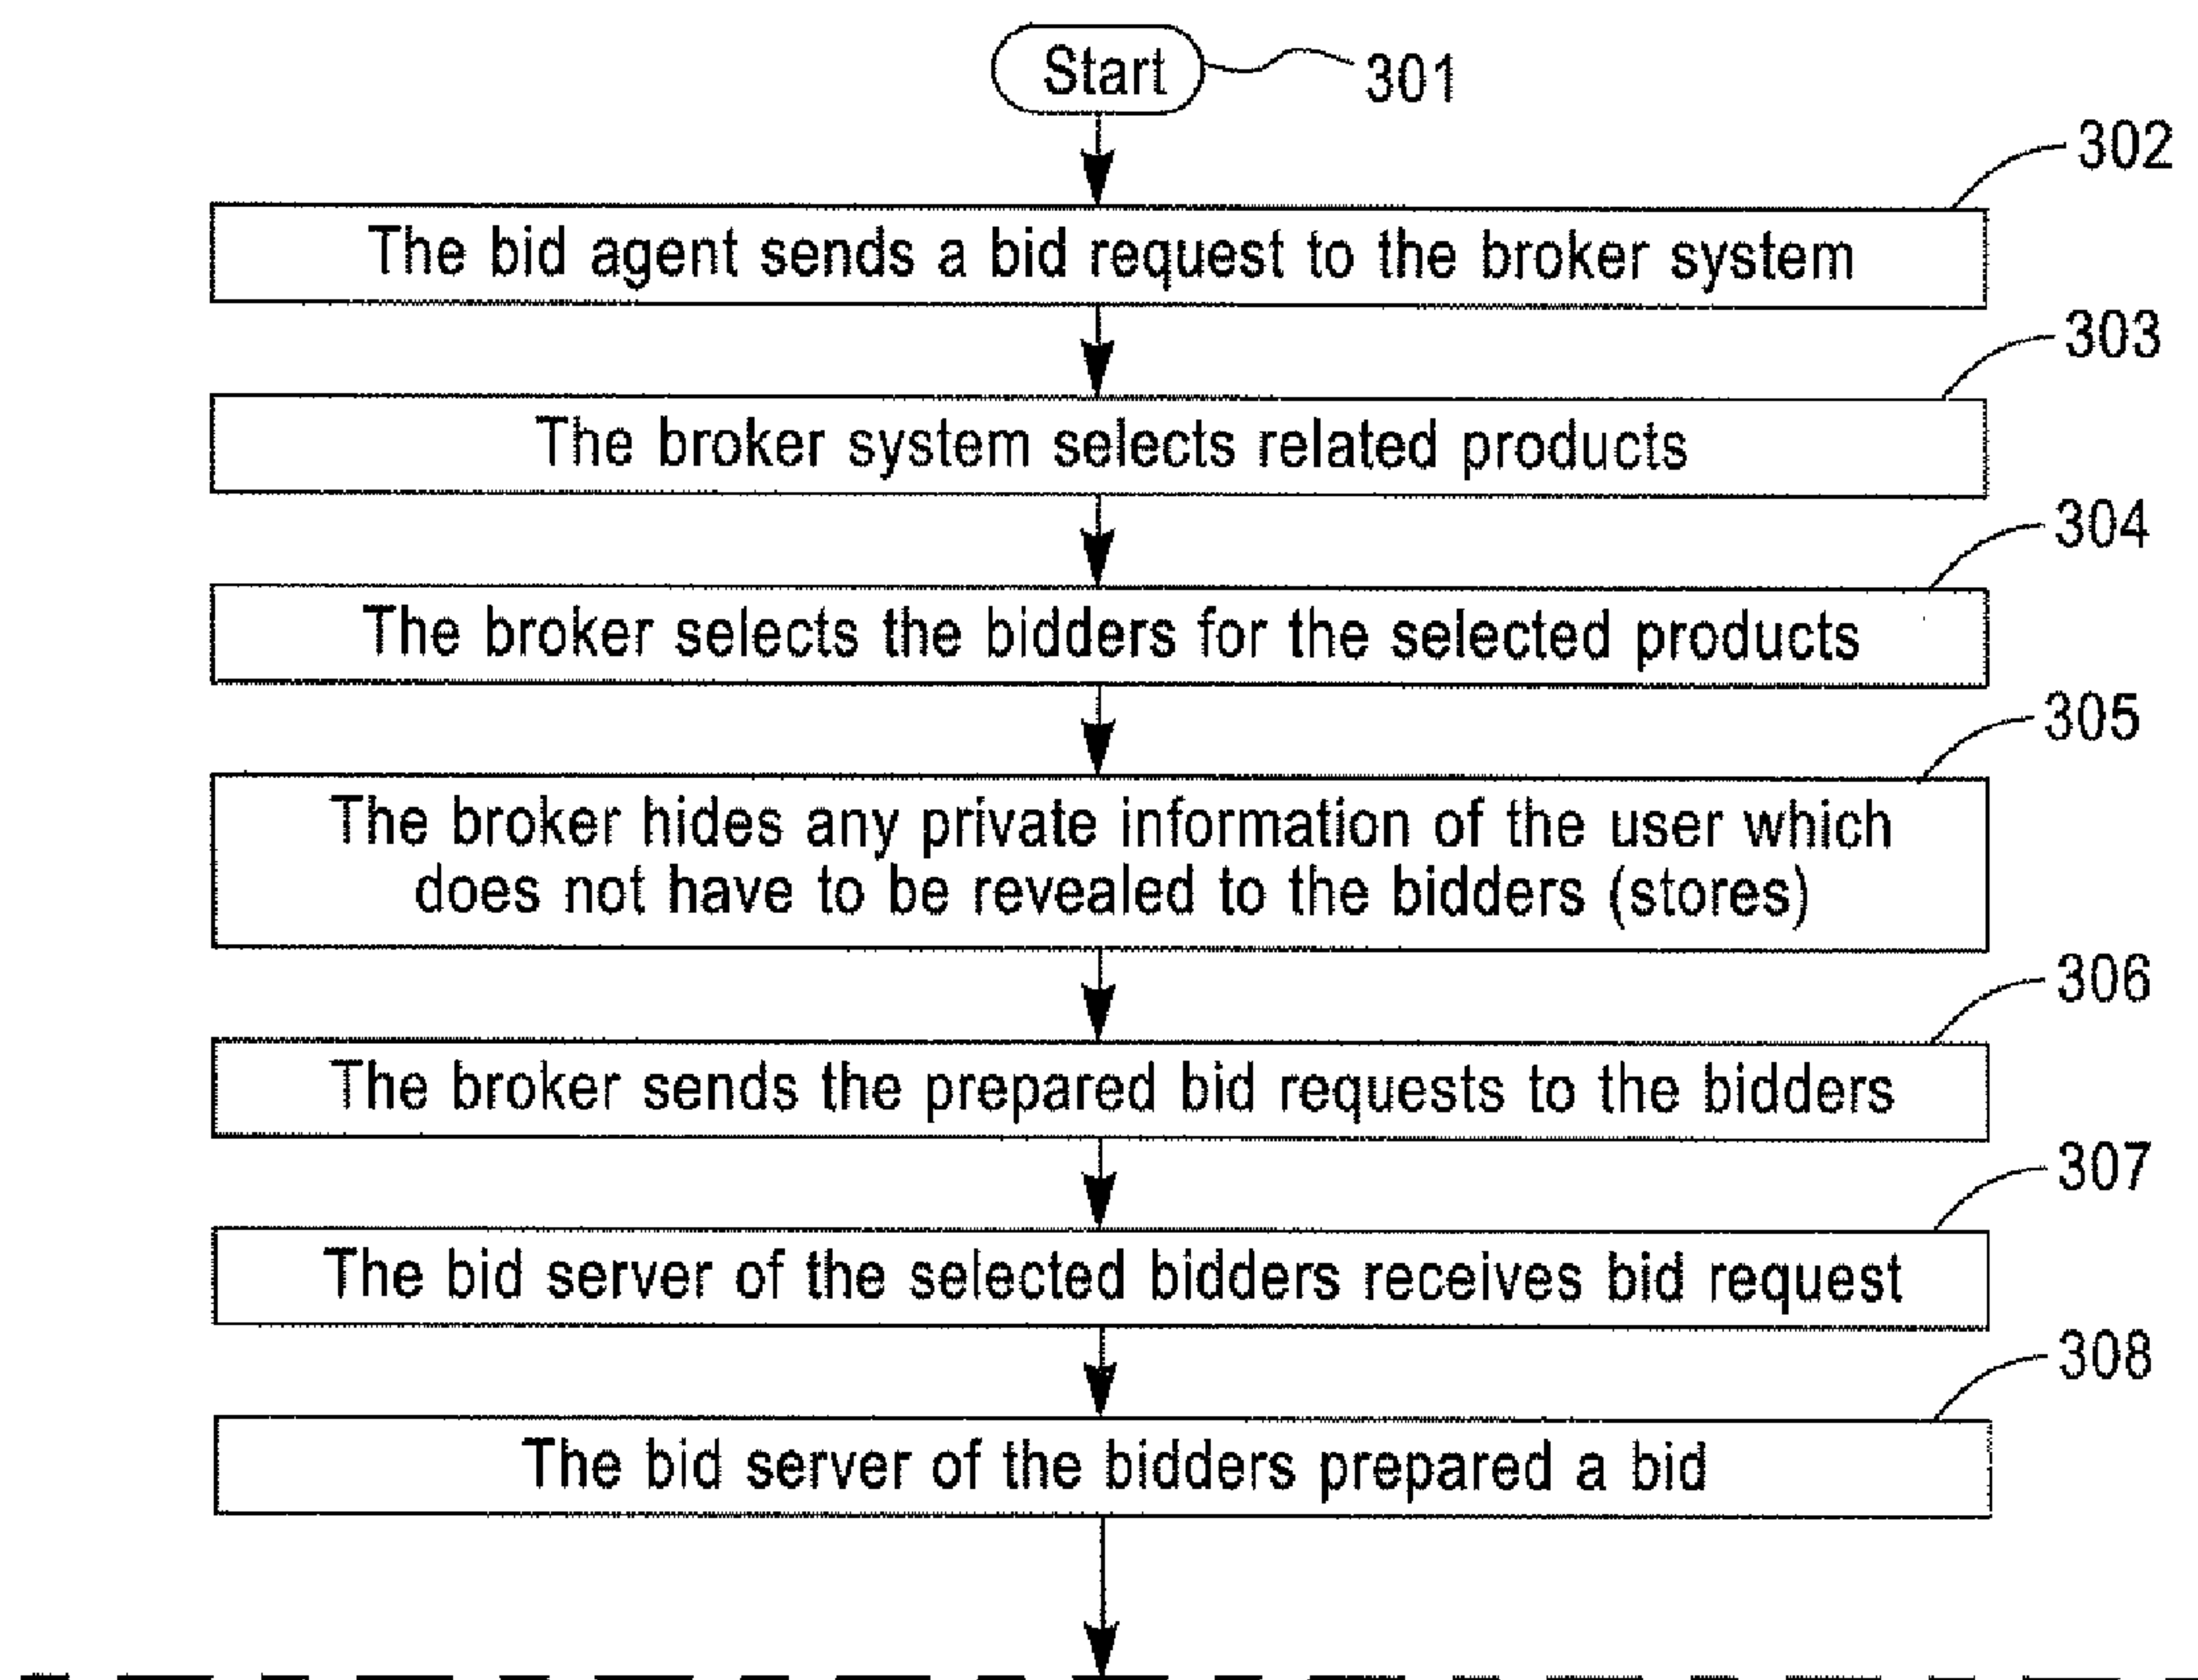 Start
301
302
The bid agent sends a bid request to the broker system
303
The broker system selects related products
304
The broker selects the bidders for the selected products
305
The broker hides any private information of the user which
does not have to be revealed to the bidders (stores)
306
The broker sends the prepared bid requests to the bidders
307
The bid server of the selected bidders receives bid request
308
The bid server of the bidders prepared a bid